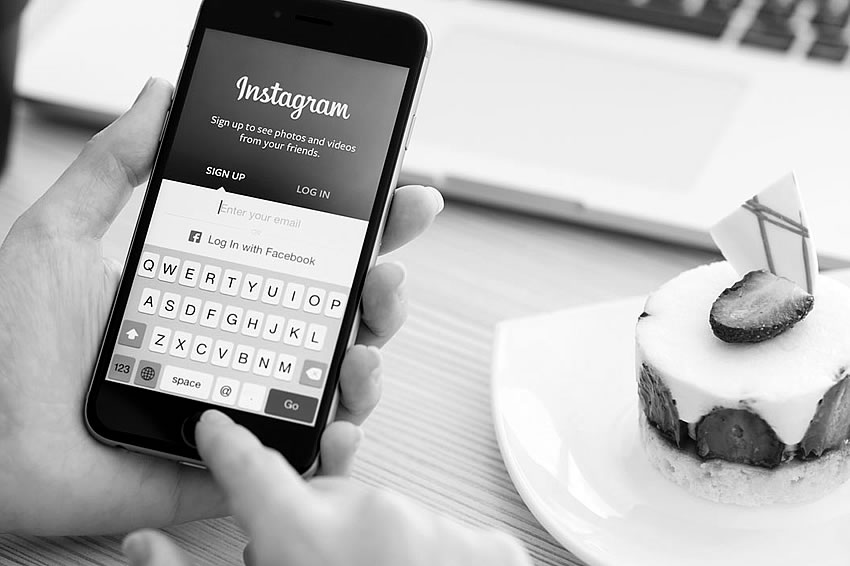 Instagram
Sign up to see photos and videos
from your friends.
SIGN UP
LOG IN
Enter your email
OR
Log In with Facebook
Q W E R T Y U I O P
A S D F G H J K L
Z X C V B N M
123 space @ . Go